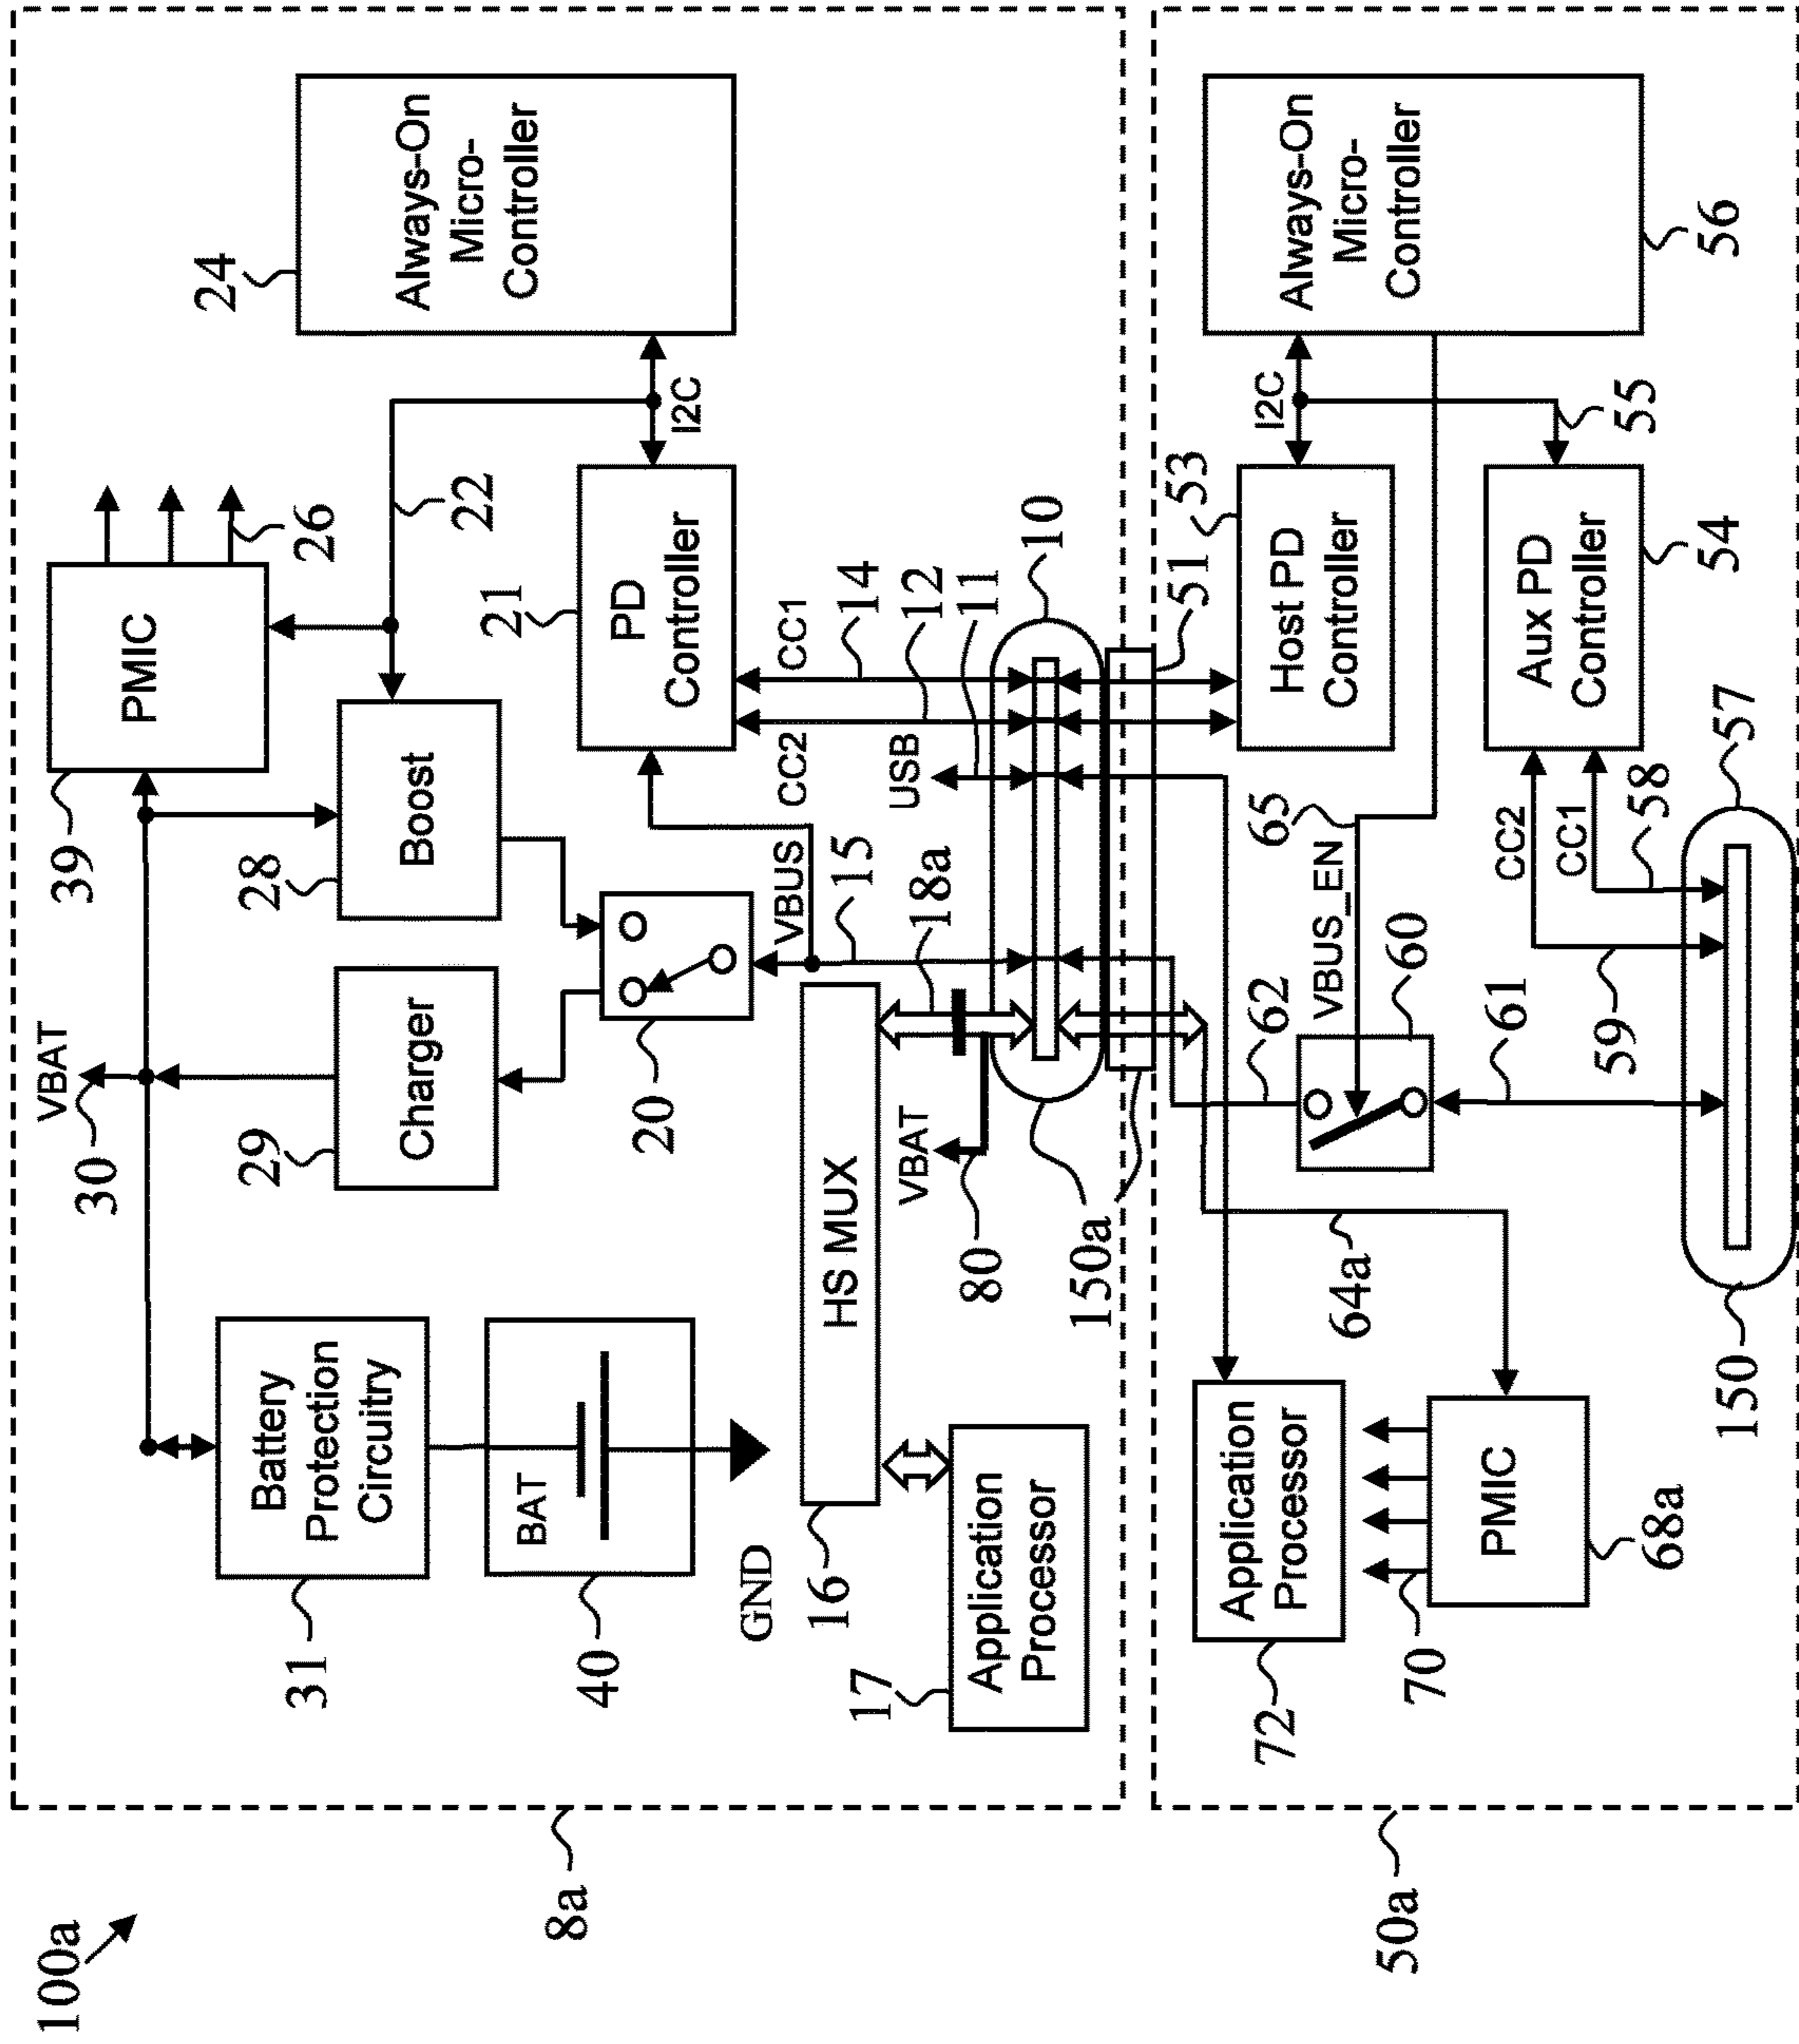 100a
8a
50a
VBAT
30
39
PMIC
26
24
Always-On
Micro-
Controller
31
Battery
Protection
Circuitry
29
Charger
28
Boost
22
40
BAT
GND
20
21
PD
Controller
I2C
VBUS
15
18a
CC2
CC1
14
12
USB
11
10
16
HS MUX
17
Application
Processor
VBAT
80
150a
51
53
Host PD
Controller
I2C
Always-On
Micro-
Controller
56
72
Application
Processor
70
PMIC
68a
64a
62
VBUS_EN
65
60
61
59
CC2
CC1
58
Aux PD
Controller
54
55
57
150